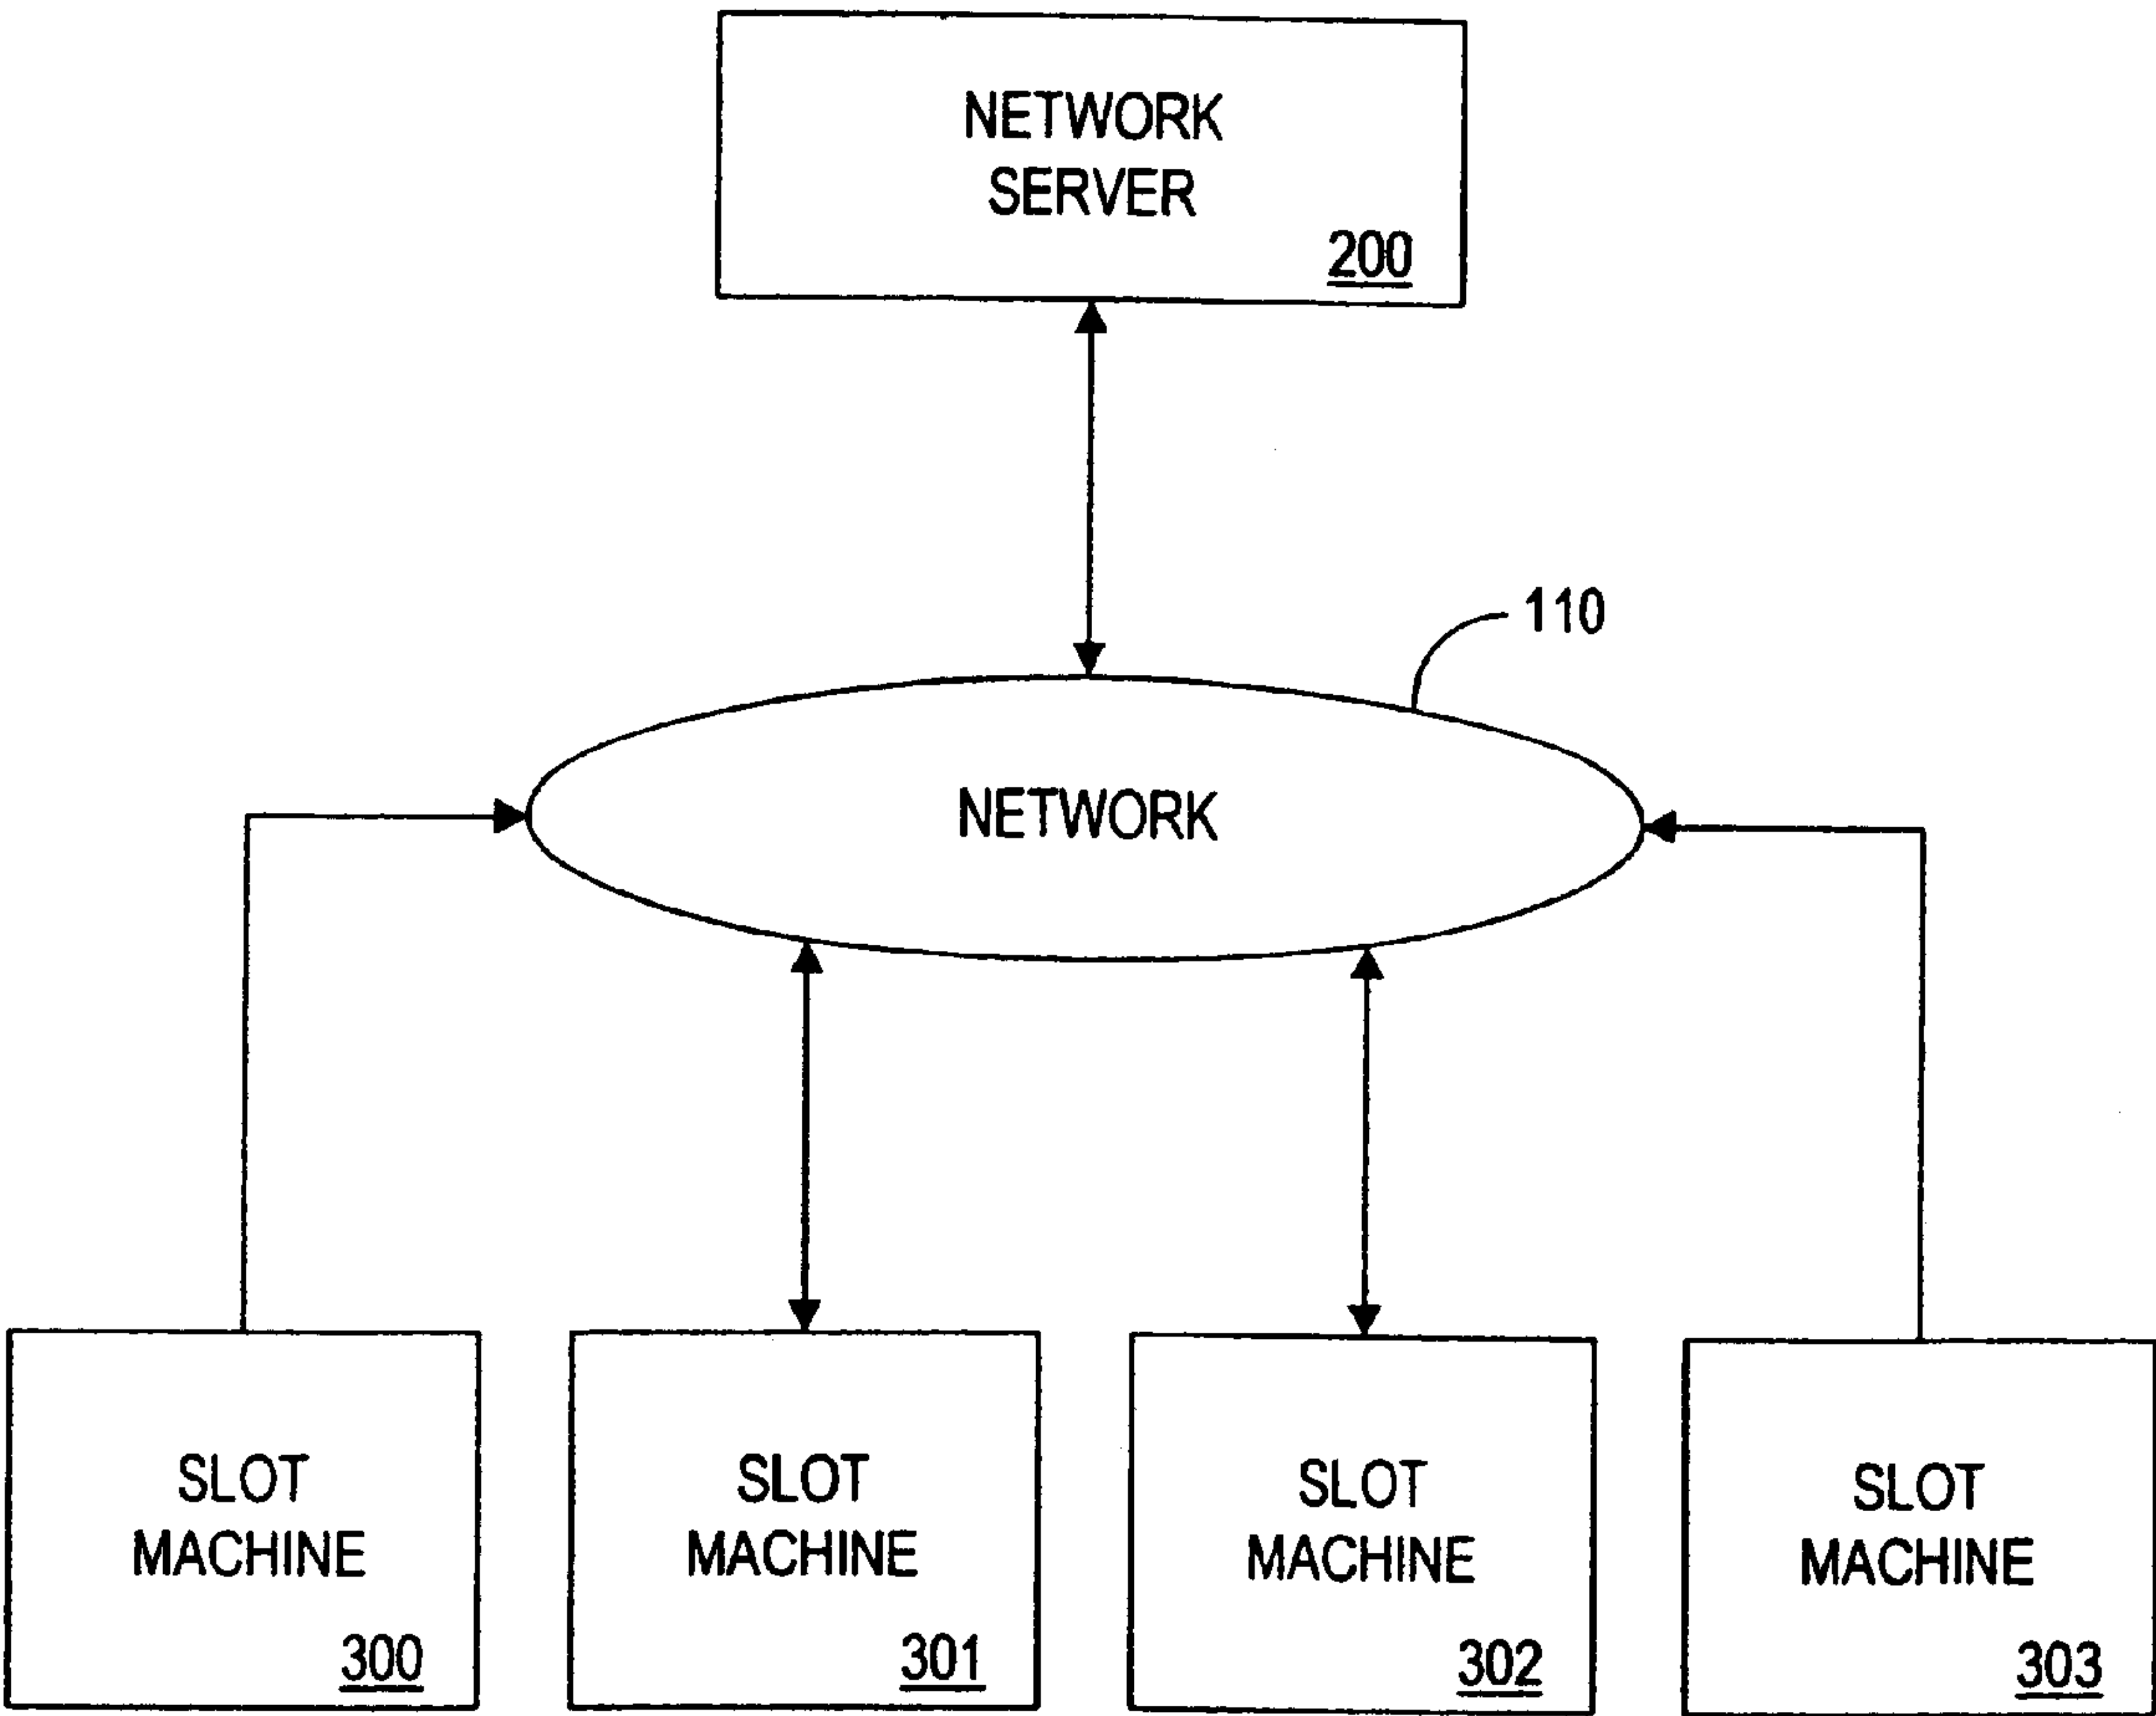 NETWORK
SERVER
200
110
NETWORK
SLOT
MACHINE
300
SLOT
MACHINE
301
SLOT
MACHINE
302
SLOT
MACHINE
303